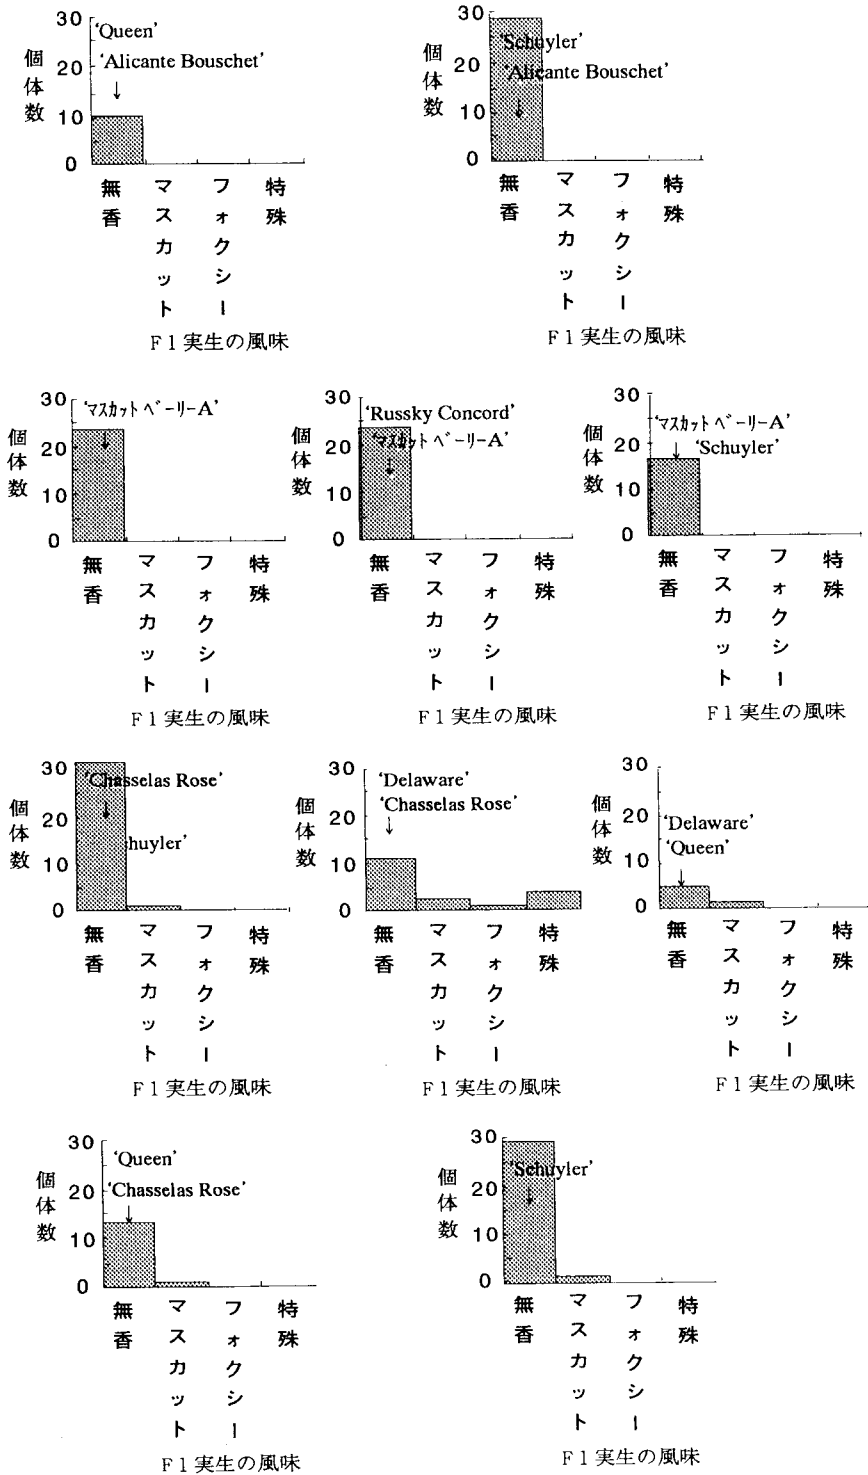 30
20
10
0
個体数
'Queen'
'Alicante Bouschet'
無香
マスカット
フォクシー
特殊
F1実生の風味
30
20
10
0
個体数
'Schuyler'
'Alicante Bouschet'
無香
マスカット
フォクシー
特殊
F1実生の風味
30
20
10
0
個体数
'マスカットベーリーA'
無香
マスカット
フォクシー
特殊
F1実生の風味
30
20
10
0
個体数
'Russky Concord'
'マスカットベーリーA'
無香
マスカット
フォクシー
特殊
F1実生の風味
30
20
10
0
個体数
'マスカットベーリーA'
'Schuyler'
無香
マスカット
フォクシー
特殊
F1実生の風味
30
20
10
0
個体数
'Chasselas Rose'
huyler'
無香
マスカット
フォクシー
特殊
F1実生の風味
30
20
10
0
個体数
'Delaware'
'Chasselas Rose'
無香
マスカット
フォクシー
特殊
F1実生の風味
30
20
10
0
個体数
'Delaware'
'Queen'
無香
マスカット
フォクシー
特殊
F1実生の風味
30
20
10
0
個体数
'Queen'
'Chasselas Rose'
無香
マスカット
フォクシー
特殊
F1実生の風味
30
20
10
0
個体数
'Schuyler'
無香
マスカット
フォクシー
特殊
F1実生の風味